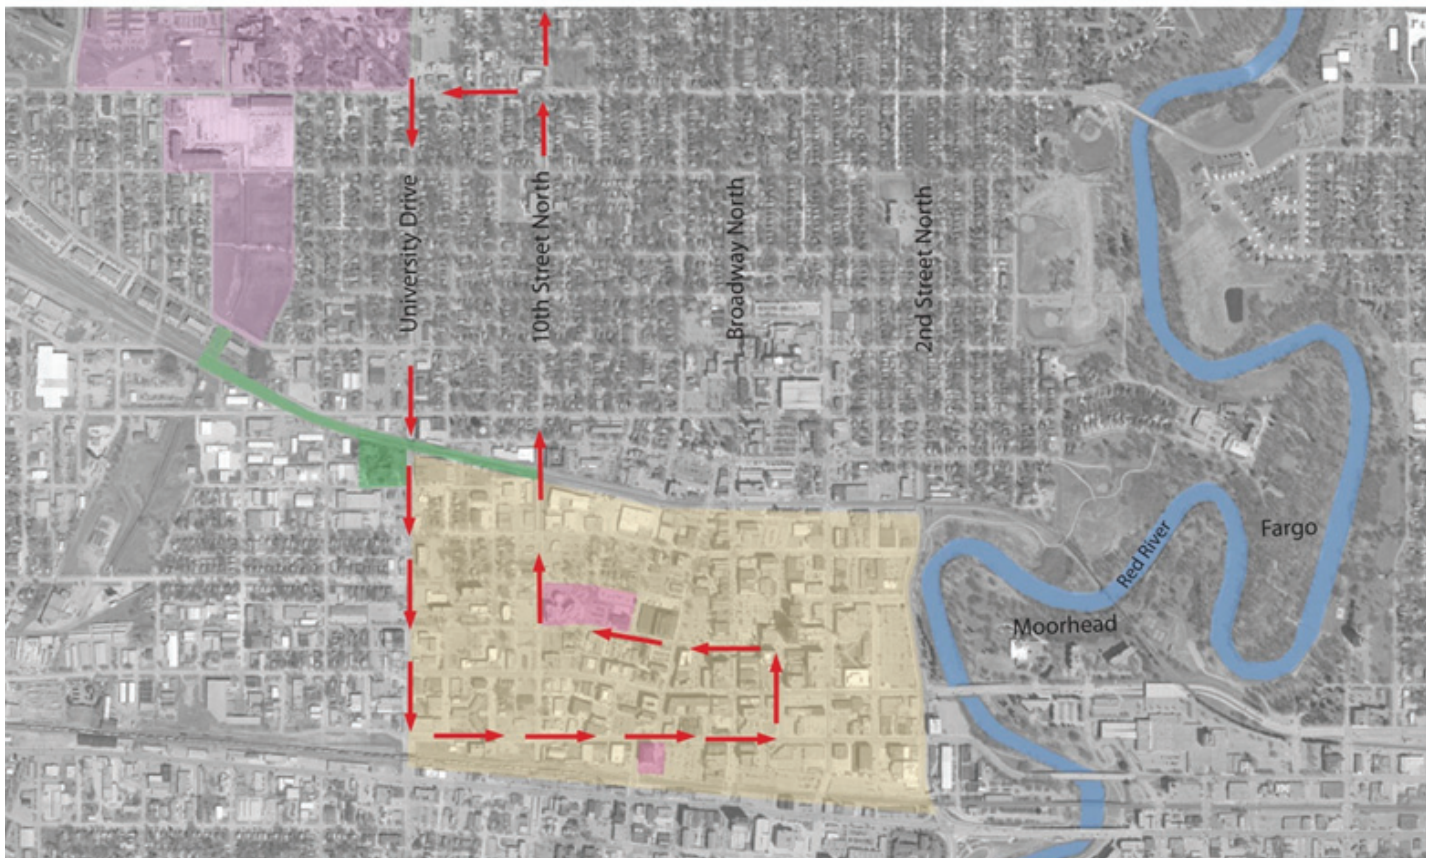 University Drive
10th Street North
Broadway North
2nd Street North
Red River
Fargo
Moorhead